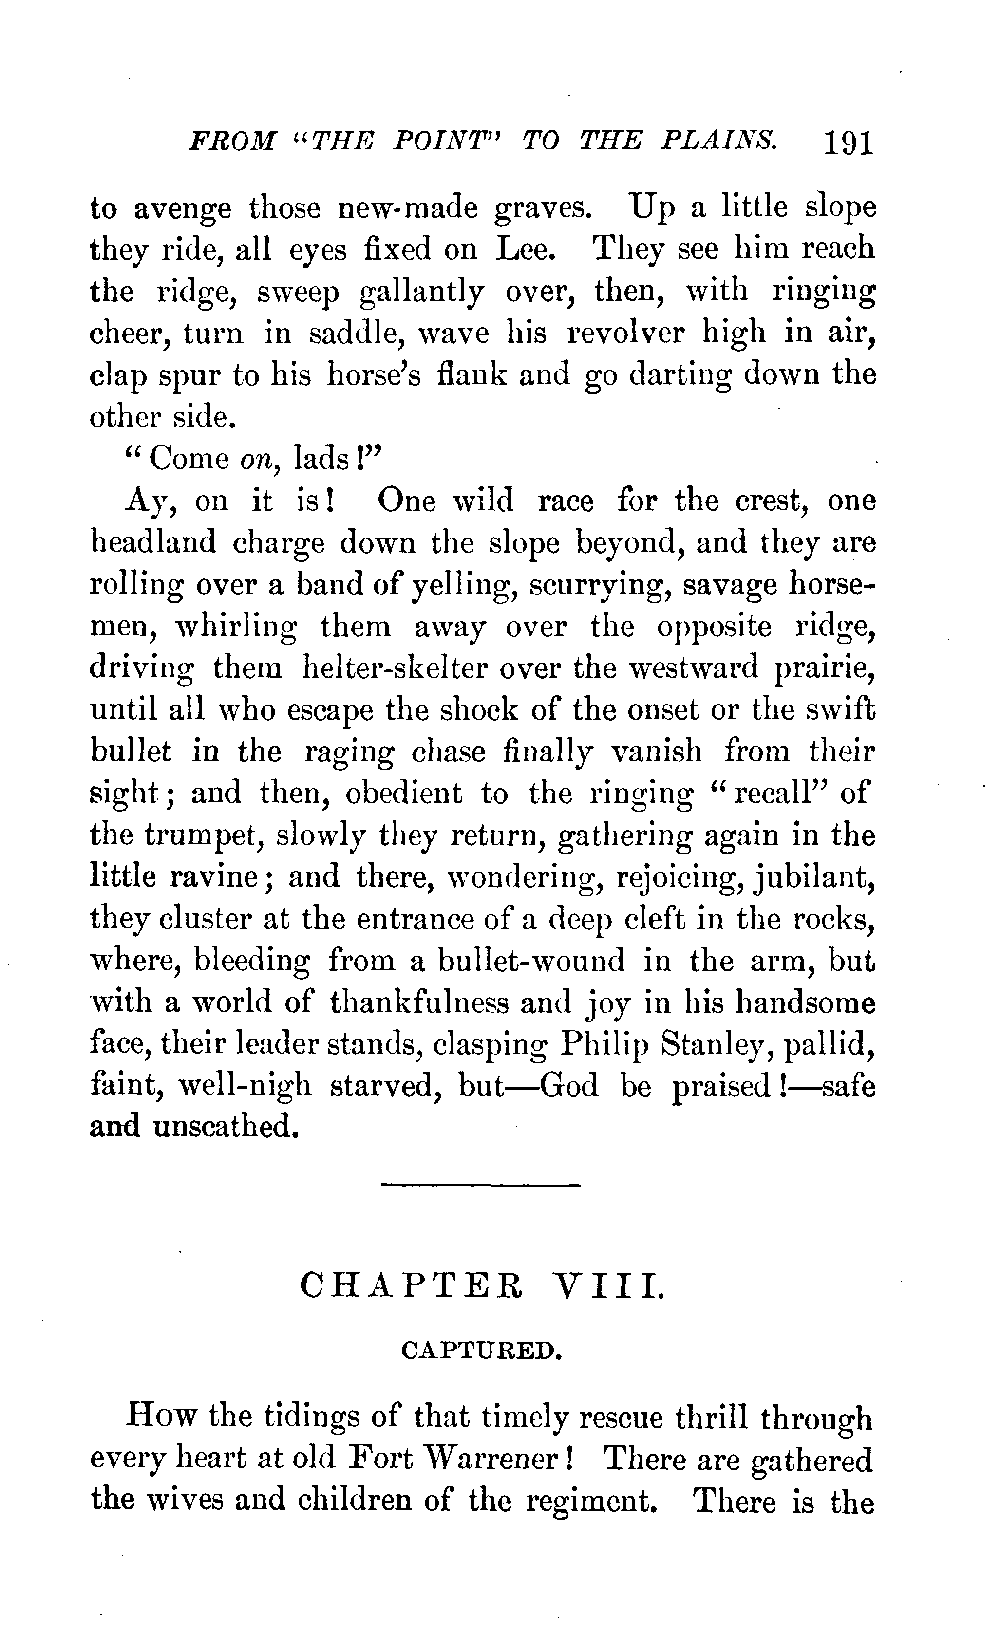 FROM "THE POINT" TO THE PLAINS. 191
to avenge those new-made graves. Up a little slope
they ride, all eyes fixed on Lee. They see him reach
the ridge, sweep gallantly over, then, with ringing
cheer, turn in saddle, wave his revolver high in air,
clap spur to his horse's flank and go darting down the
other side.
"Come on, lads!"
Ay, on it is! One wild race for the crest, one
headland charge down the slope beyond, and they are
rolling over a band of yelling, scurrying, savage horse-
men, whirling them away over the opposite ridge,
driving them helter-skelter over the westward prairie,
until all who escape the shock of the onset or the swift
bullet in the raging chase finally vanish from their
sight; and then, obedient to the ringing "recall" of
the trumpet, slowly they return, gathering again in the
little ravine; and there, wondering, rejoicing, jubilant,
they cluster at the entrance of a deep cleft in the rocks,
where, bleeding from a bullet-wound in the arm, but
with a world of thankfulness and joy in his handsome
face, their leader stands, clasping Philip Stanley, pallid,
faint, well-nigh starved, but—God be praised!—safe
and unscathed.
CHAPTER VIII.
CAPTURED.
How the tidings of that timely rescue thrill through
every heart at old Fort Warrener! There are gathered
the wives and children of the regiment. There is the